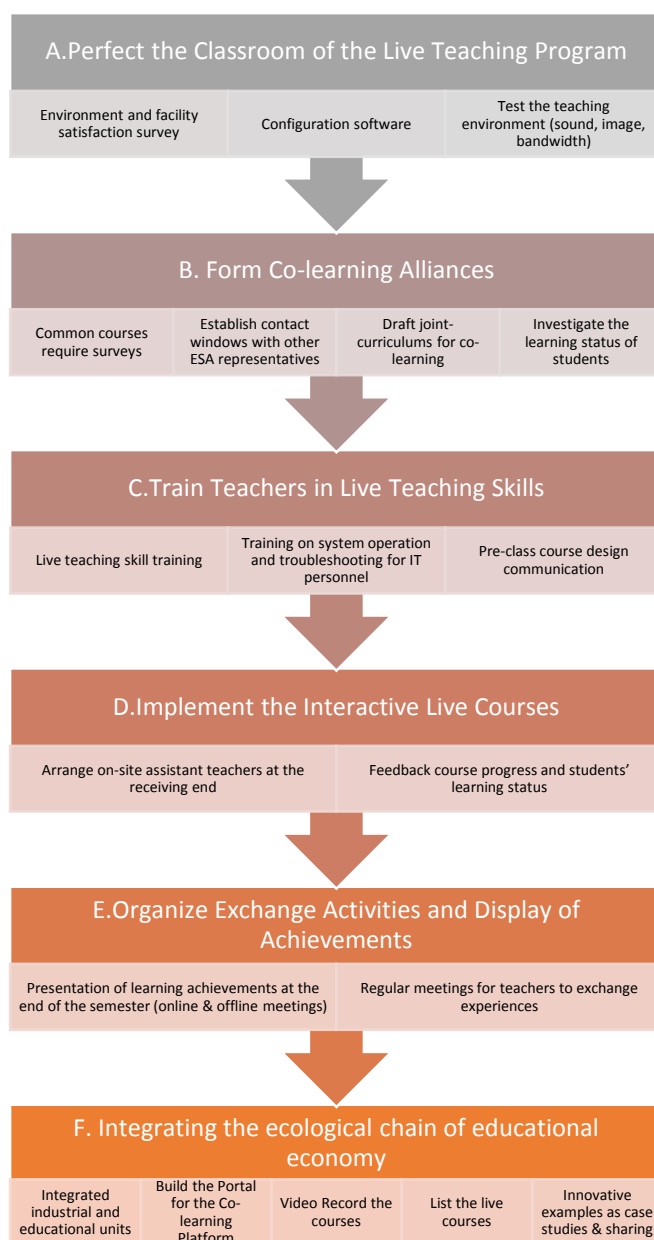 A.Perfect the Classroom of the Live Teaching Program
Environment and facility
satisfaction survey
Configuration software
Test the teaching
environment (sound, image,
bandwidth)
B. Form Co-learning Alliances
Common courses
require surveys
Establish contact
windows with other
ESA representatives
Draft joint-
curriculums for co-
learning
Investigate the
learning status of
students
C.Train Teachers in Live Teaching Skills
Live teaching skill training
Training on system operation
and troubleshooting for IT
personnel
Pre-class course design
communication
D.Implement the Interactive Live Courses
Arrange on-site assistant teachers at the
receiving end
Feedback course progress and students’
learning status
E.Organize Exchange Activities and Display of
Achievements
Presentation of learning achievements at the
end of the semester (online & offline meetings)
Regular meetings for teachers to exchange
experiences
F. Integrating the ecological chain of educational
economy
Integrated
industrial and
educational units
Build the Portal
for the Co-
learning
Platform
Video Record the
courses
List the live
courses
Innovative
examples as case
studies & sharing